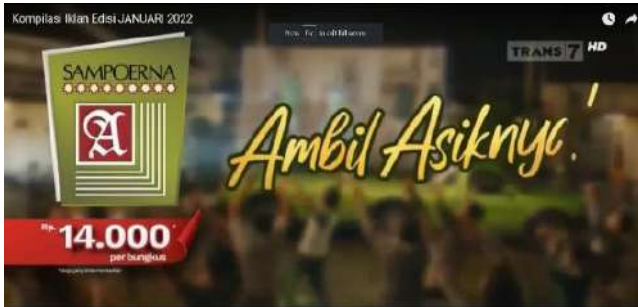 Kompilasi Iklan Edisi JANUARI 2022
TRANS 7 HD
SAMPOERNA
A
Ambil Asiknya!
Rp. 14.000*
per bungkus